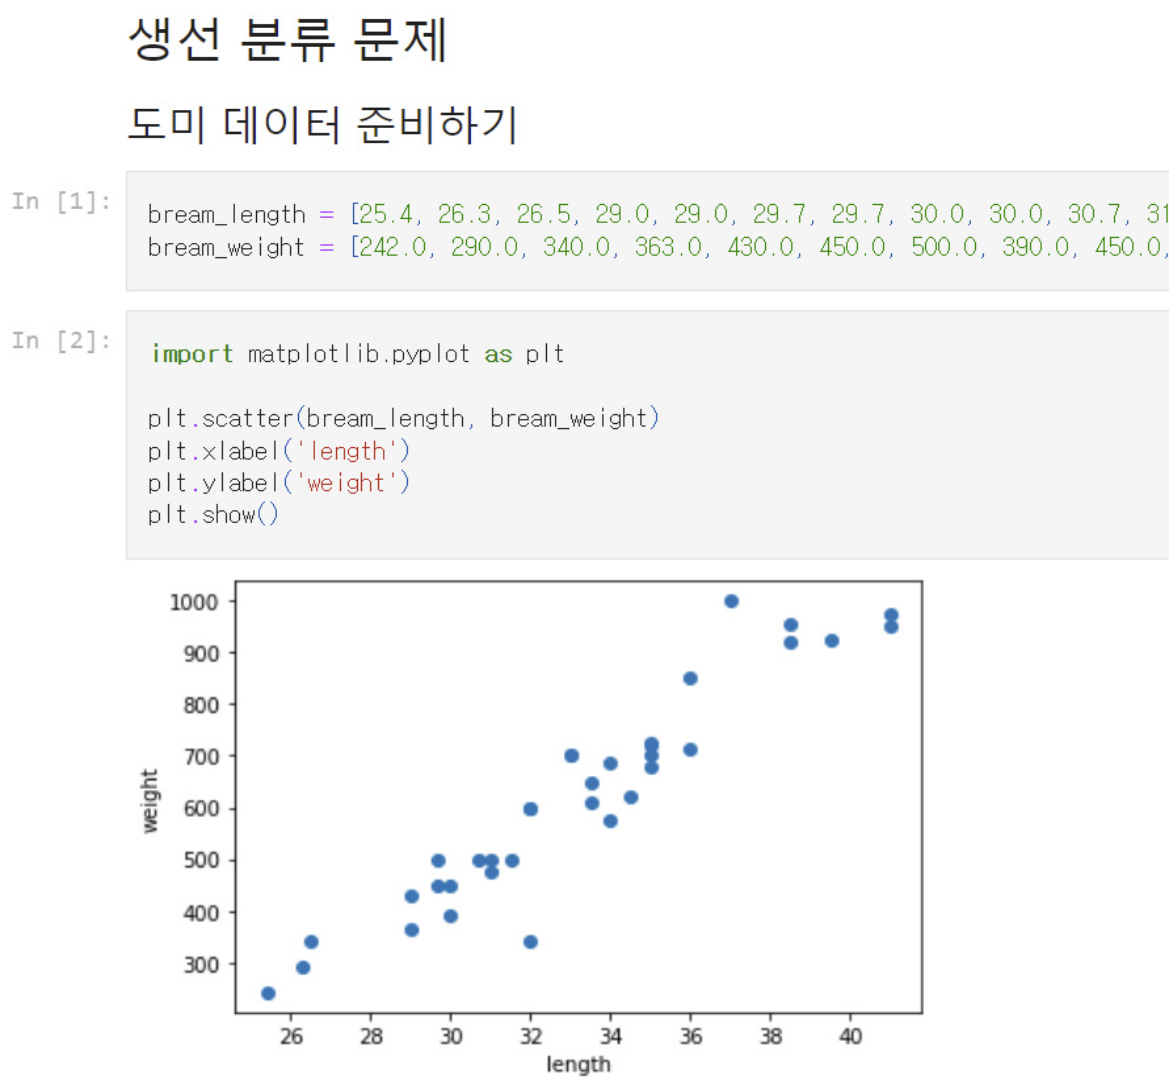 생선 분류 문제
도미 데이터 준비하기
In [1]:
bream_length = [25.4, 26.3, 26.5, 29.0, 29.0, 29.7, 29.7, 30.0, 30.0, 30.7, 31
bream_weight = [242.0, 290.0, 340.0, 363.0, 430.0, 450.0, 500.0, 390.0, 450.0,
In [2]:
import matplotlib.pyplot as plt
plt.scatter(bream_length, bream_weight)
plt.xlabel('length')
plt.ylabel('weight')
plt.show()
1000
900
800
700
600
500
400
300
weight
26 28 30 32 34 36 38 40
length